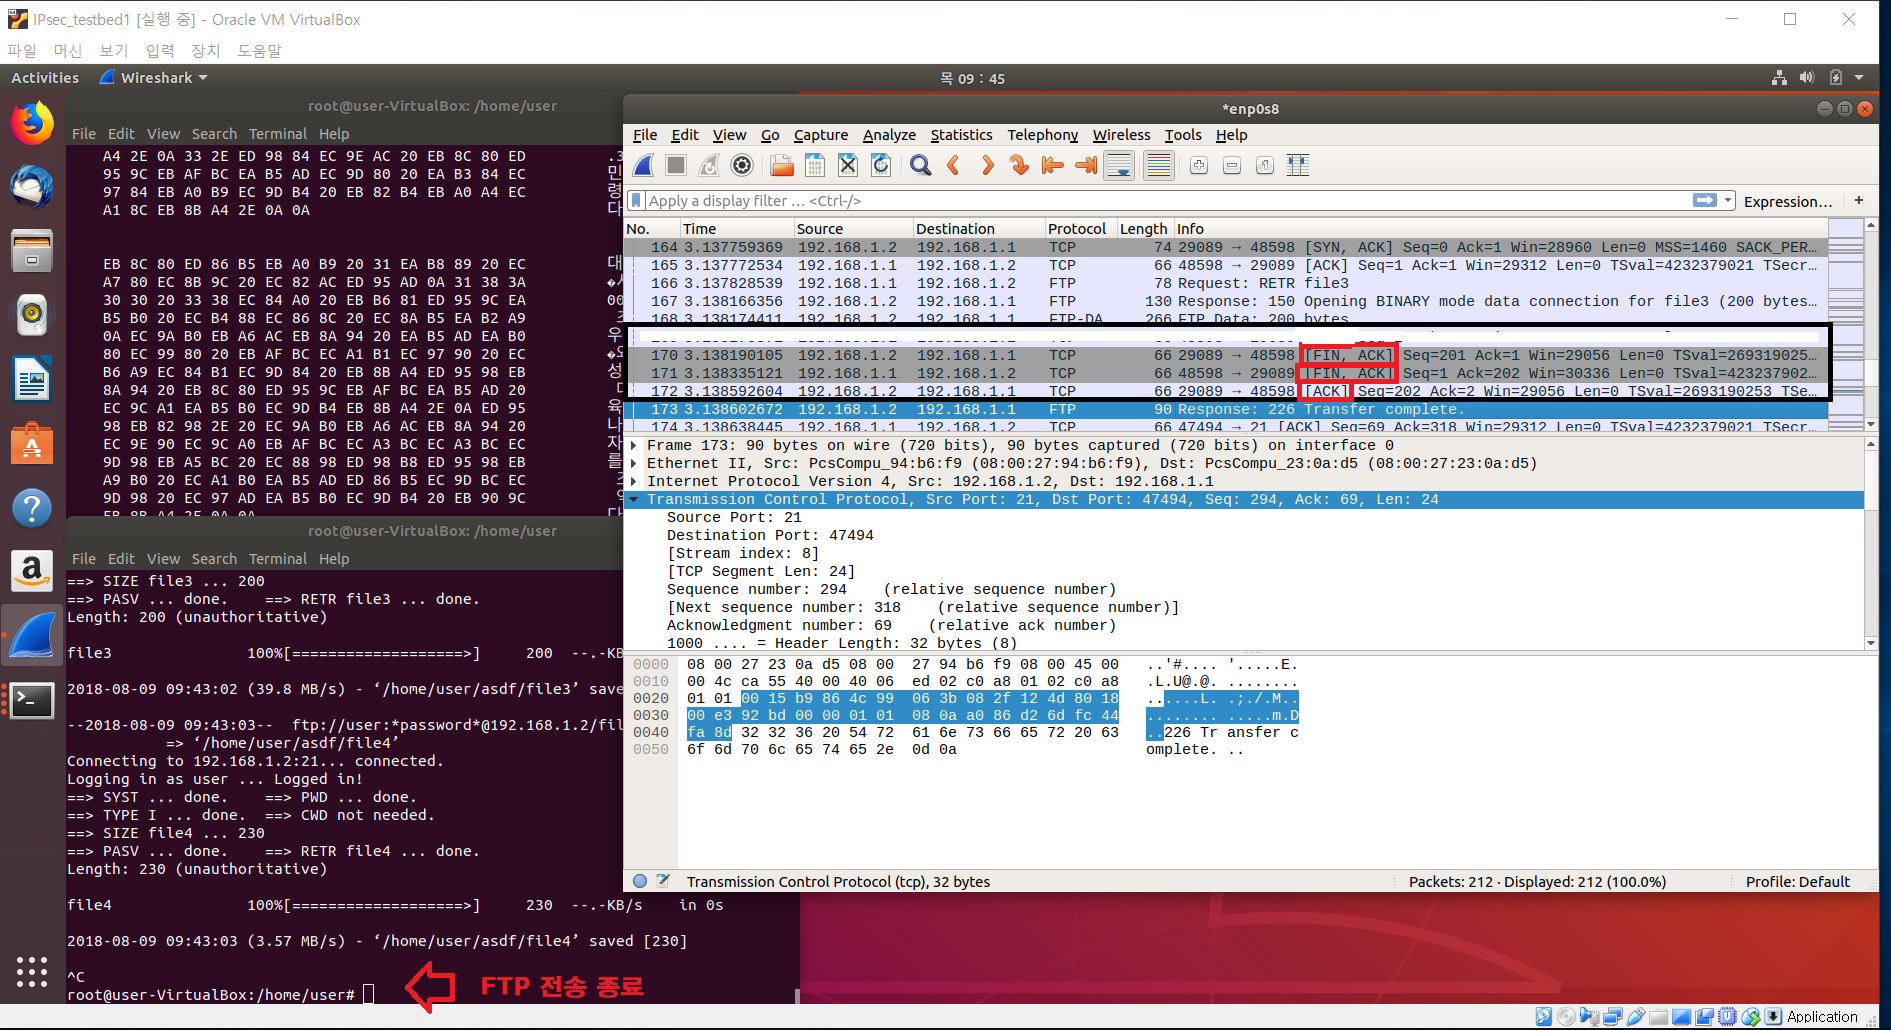 IPsec_testbed1 [실행 중] - Oracle VM VirtualBox
파일 머신 보기 입력 장치 도움말
Activities Wireshark 목 09 : 45
root@user-VirtualBox: /home/user
File Edit View Search Terminal Help
A4 2E 0A 33 2E ED 98 84 EC 9E AC 20 EB 8C 80 ED .3
95 9C EB AF BC EA B5 AD EC 9D 80 20 EA B3 84 EC 민
97 84 EB A0 B9 EC 9D B4 20 EB 82 B4 EB A0 A4 EC 령
A1 8C EB 8B A4 2E 0A 0A 다
EB 8C 80 ED 86 B5 EB A0 B9 20 31 EA B8 89 20 EC 대
A7 80 EC 8B 9C 20 EC 82 AC ED 95 AD 0A 31 38 3A
30 30 20 33 38 EC 84 A0 20 EB B6 81 ED 95 9C EA 00
B5 B0 20 EC B4 88 EC 86 8C 20 EC 8A B5 EA B2 A9
0A EC 9A B0 EB A6 AC EB 8A 94 20 EA B5 AD EA B0 우
80 EC 99 80 20 EB AF BC EC A1 B1 EC 97 90 20 EC 와
B6 A9 EC 84 B1 EC 9D 84 20 EB 8B A4 ED 95 98 EB 성
8A 94 20 EB 8C 80 ED 95 9C EB AF BC EA B5 AD 20
EC 9C A1 EA B5 B0 EC 9D B4 EB 8B A4 2E 0A ED 95 육
98 EB 82 98 2E 20 EC 9A B0 EB A6 AC EB 8A 94 20 나
EC 9E 90 EC 9C A0 EB AF BC EC A3 BC EC A3 BC EC 자
9D 98 EB A5 BC 20 EC 88 98 ED 98 B8 ED 95 98 EB 를
A9 B0 20 EC A1 B0 EA B5 AD ED 86 B5 EC 9D BC EC
9D 98 20 EC 97 AD EA B5 B0 EC 9D B4 20 EB 90 9C
EB 8B A4 2E 0A 0A 다
root@user-VirtualBox: /home/user
File Edit View Search Terminal Help
==> SIZE file3 ... 200
==> PASV ... done. ==> RETR file3 ... done.
Length: 200 (unauthoritative)
file3 100%[===================>] 200 --.-KB
2018-08-09 09:43:02 (39.8 MB/s) - ‘/home/user/asdf/file3’ save
--2018-08-09 09:43:03-- ftp://user:*password*@192.168.1.2/fil
=> ‘/home/user/asdf/file4’
Connecting to 192.168.1.2:21... connected.
Logging in as user ... Logged in!
==> SYST ... done. ==> PWD ... done.
==> TYPE I ... done. ==> CWD not needed.
==> SIZE file4 ... 230
==> PASV ... done. ==> RETR file4 ... done.
Length: 230 (unauthoritative)
file4 100%[===================>] 230 --.-KB/s in 0s
2018-08-09 09:43:03 (3.57 MB/s) - ‘/home/user/asdf/file4’ saved [230]
^C
root@user-VirtualBox:/home/user#
FTP 전송 종료
*enp0s8
File Edit View Go Capture Analyze Statistics Telephony Wireless Tools Help
Apply a display filter ... <Ctrl-/> Expression... +
No. Time Source Destination Protocol Length Info
164 3.137759369 192.168.1.2 192.168.1.1 TCP 74 29089 → 48598 [SYN, ACK] Seq=0 Ack=1 Win=28960 Len=0 MSS=1460 SACK_PER...
165 3.137772534 192.168.1.1 192.168.1.2 TCP 66 48598 → 29089 [ACK] Seq=1 Ack=1 Win=29312 Len=0 TSval=4232379021 TSecr...
166 3.137828539 192.168.1.1 192.168.1.2 FTP 78 Request: RETR file3
167 3.138166356 192.168.1.2 192.168.1.1 FTP 130 Response: 150 Opening BINARY mode data connection for file3 (200 bytes...
168 3.138174411 192.168.1.2 192.168.1.1 FTP-DA... 266 FTP Data: 200 bytes
170 3.138190105 192.168.1.2 192.168.1.1 TCP 66 29089 → 48598 [FIN, ACK] Seq=201 Ack=1 Win=29056 Len=0 TSval=269319025...
171 3.138335121 192.168.1.1 192.168.1.2 TCP 66 48598 → 29089 [FIN, ACK] Seq=1 Ack=202 Win=30336 Len=0 TSval=423237902...
172 3.138592604 192.168.1.2 192.168.1.1 TCP 66 29089 → 48598 [ACK] Seq=202 Ack=2 Win=29056 Len=0 TSval=2693190253 TSe...
173 3.138602672 192.168.1.2 192.168.1.1 FTP 90 Response: 226 Transfer complete.
174 3.138638445 192.168.1.1 192.168.1.2 TCP 66 47494 → 21 [ACK] Seq=69 Ack=318 Win=29312 Len=0 TSval=4232379021 TSecr...
Frame 173: 90 bytes on wire (720 bits), 90 bytes captured (720 bits) on interface 0
Ethernet II, Src: PcsCompu_94:b6:f9 (08:00:27:94:b6:f9), Dst: PcsCompu_23:0a:d5 (08:00:27:23:0a:d5)
Internet Protocol Version 4, Src: 192.168.1.2, Dst: 192.168.1.1
Transmission Control Protocol, Src Port: 21, Dst Port: 47494, Seq: 294, Ack: 69, Len: 24
Source Port: 21
Destination Port: 47494
[Stream index: 8]
[TCP Segment Len: 24]
Sequence number: 294 (relative sequence number)
[Next sequence number: 318 (relative sequence number)]
Acknowledgment number: 69 (relative ack number)
1000 .... = Header Length: 32 bytes (8)
0000 08 00 27 23 0a d5 08 00 27 94 b6 f9 08 00 45 00 ..'#.... '.....E.
0010 00 4c ca 55 40 00 40 06 ed 02 c0 a8 01 02 c0 a8 .L.U@.@. ........
0020 01 01 00 15 b9 86 4c 99 06 3b 08 2f 12 4d 80 18 ......L. .;./.M..
0030 00 e3 92 bd 00 00 01 01 08 0a a0 86 d2 6d fc 44 ........ .....m.D
0040 fa 8d 32 32 36 20 54 72 61 6e 73 66 65 72 20 63 ..226 Tr ansfer c
0050 6f 6d 70 6c 65 74 65 2e 0d 0a omplete. ..
Transmission Control Protocol (tcp), 32 bytes Packets: 212 · Displayed: 212 (100.0%) Profile: Default
Application